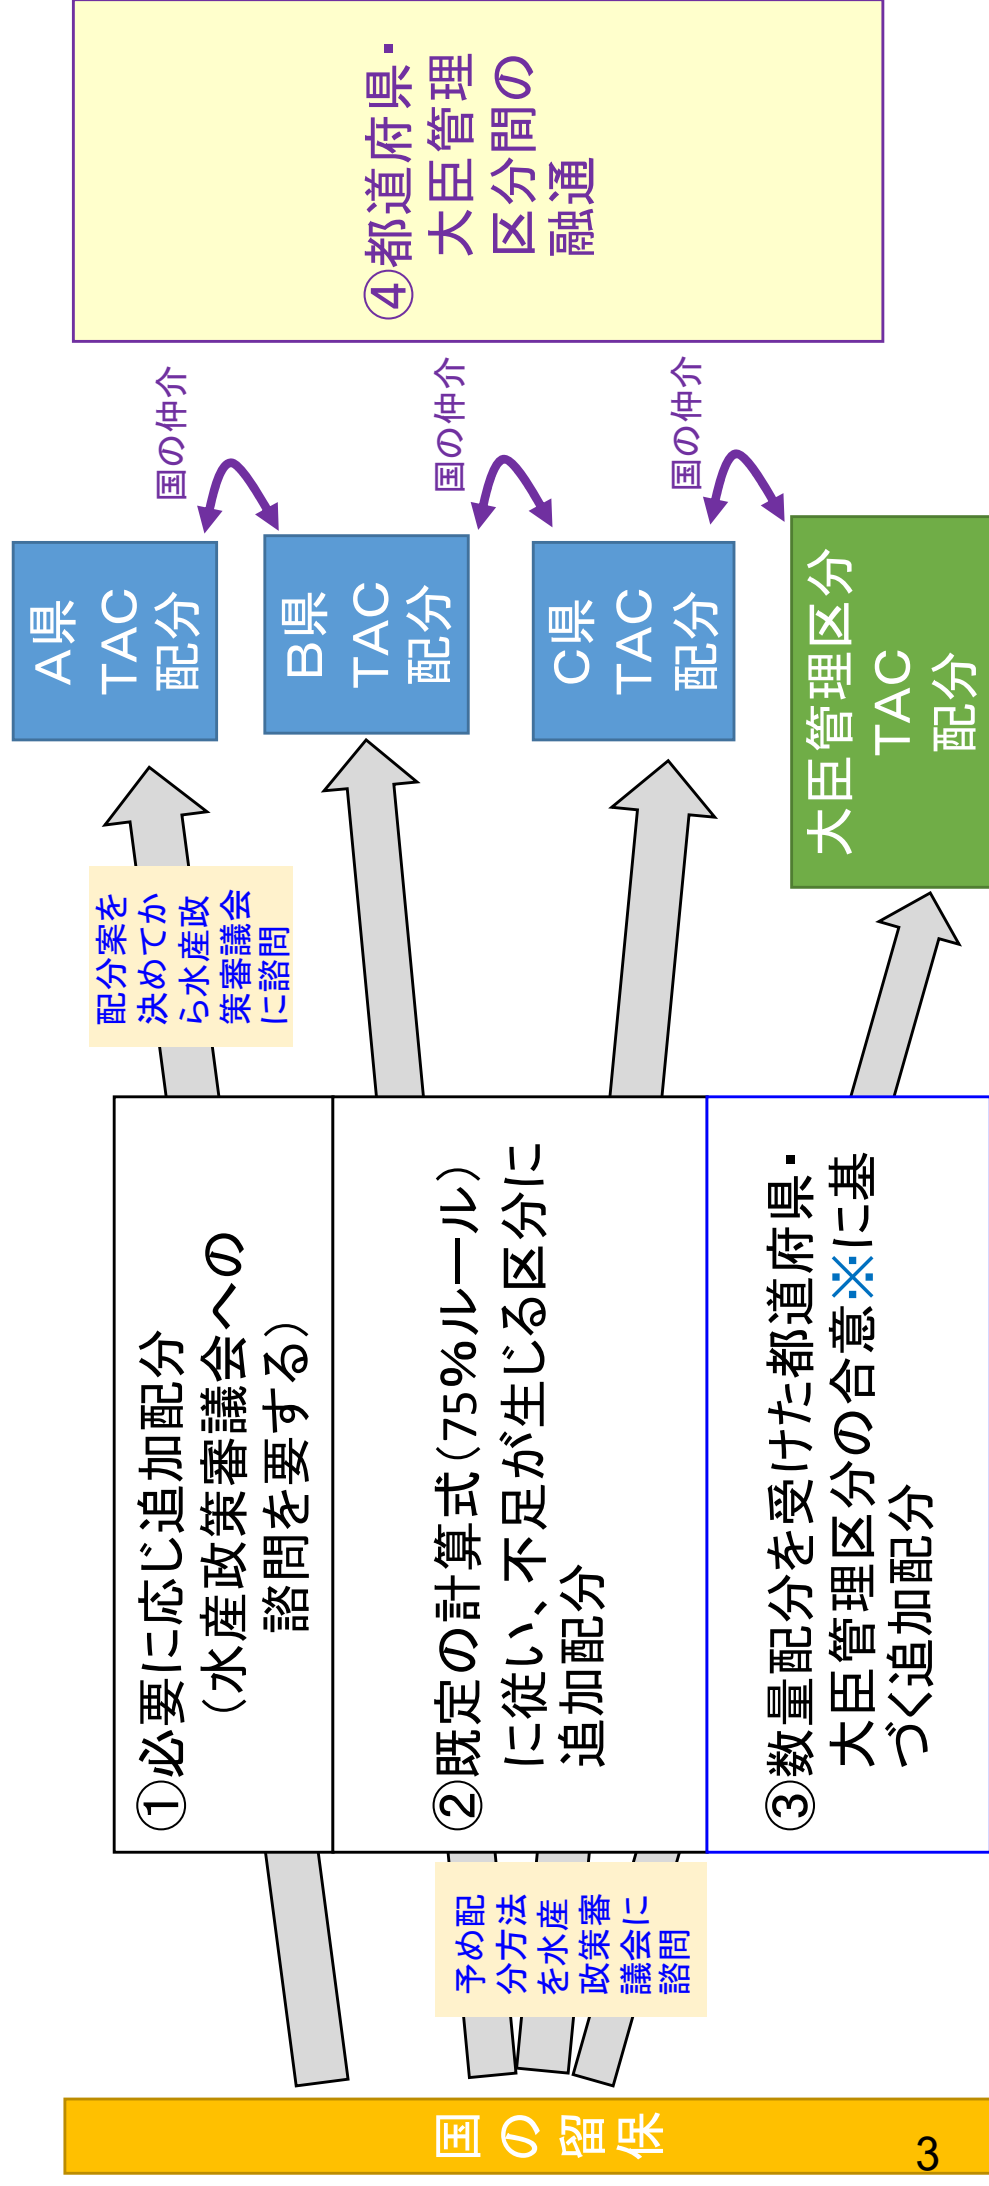 国の留保
予め配
分方法
を水産
政策審
議会に
諮問
①必要に応じ追加配分
（水産政策審議会への
諮問を要する）
②既定の計算式（75％ルール）
に従い、不足が生じる区分に
追加配分
③数量配分を受けた都道府県・
大臣管理区分の合意※に基
づく追加配分
配分案を
決めてか
ら水産政
策審議会
に諮問
A県
TAC
配分
B県
TAC
配分
C県
TAC
配分
大臣管理区分
TAC
配分
国の仲介
国の仲介
国の仲介
④都道府県・
大臣管理
区分間の
融通
3